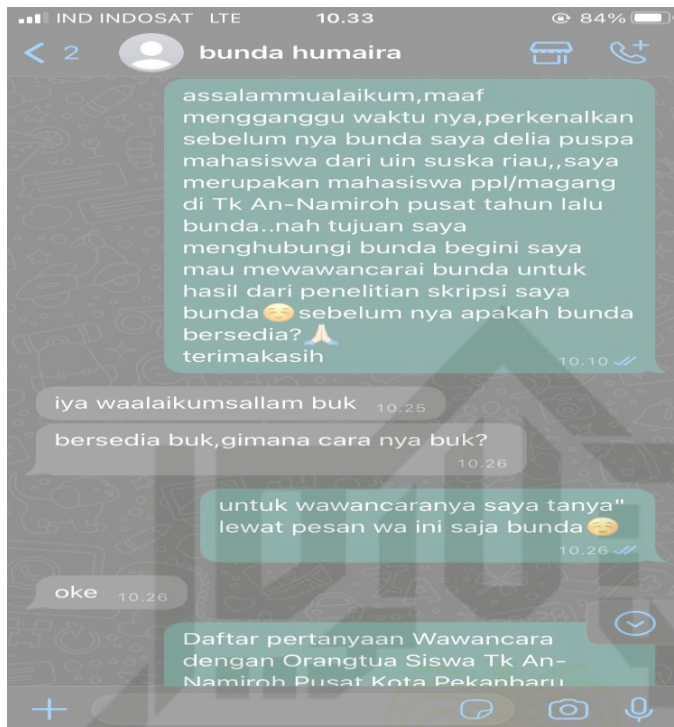 IND INDOSAT LTE 10.33 84%
2 bunda humaira
assalammualaikum,maaf
mengganggu waktu nya,perkenalkan
sebelum nya bunda saya delia puspa
mahasiswa dari uin suska riau,,saya
merupakan mahasiswa ppl/magang
di Tk An-Namiroh pusat tahun lalu
bunda..nah tujuan saya
menghubungi bunda begini saya
mau mewawancarai bunda untuk
hasil dari penelitian skripsi saya
bunda☺️sebelum nya apakah bunda
bersedia?🙏🏻
terimakasih 10.10
iya waalaikumsallam buk 10.25
bersedia buk,gimana cara nya buk?
10.26
untuk wawancaranya saya tanya"
lewat pesan wa ini saja bunda☺️
10.26
oke 10.26
Daftar pertanyaan Wawancara
dengan Orangtua Siswa Tk An-
Namiroh Pusat Kota Pekanbaru